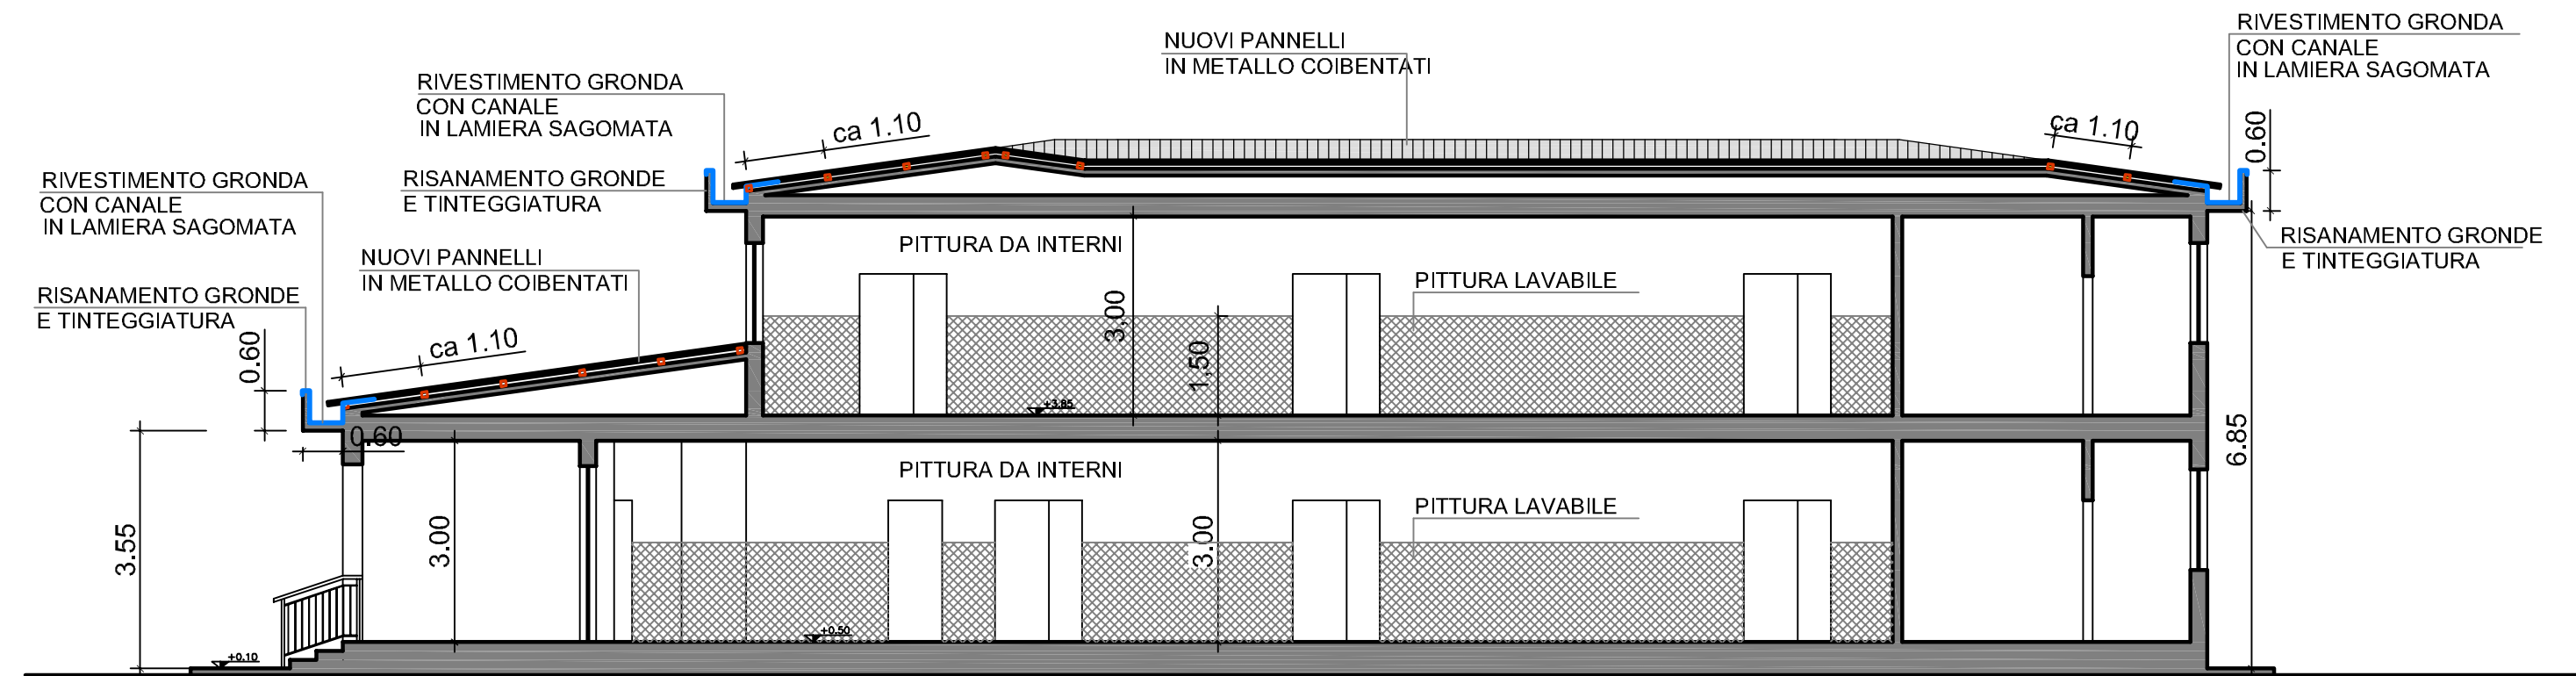 NUOVI PANNELLI
IN METALLO COIBENTATI
RIVESTIMENTO GRONDA
CON CANALE
IN LAMIERA SAGOMATA
RIVESTIMENTO GRONDA
CON CANALE
IN LAMIERA SAGOMATA
ca 1.10
ca 1.10
0.60
RIVESTIMENTO GRONDA
CON CANALE
IN LAMIERA SAGOMATA
RISANAMENTO GRONDE
E TINTEGGIATURA
RISANAMENTO GRONDE
E TINTEGGIATURA
NUOVI PANNELLI
IN METALLO COIBENTATI
PITTURA DA INTERNI
PITTURA LAVABILE
RISANAMENTO GRONDE
E TINTEGGIATURA
0.60
ca 1.10
3,00
1,50
+3.85
0.60
6.85
PITTURA DA INTERNI
PITTURA LAVABILE
3.55
3.00
3.00
+0.50
+0.10